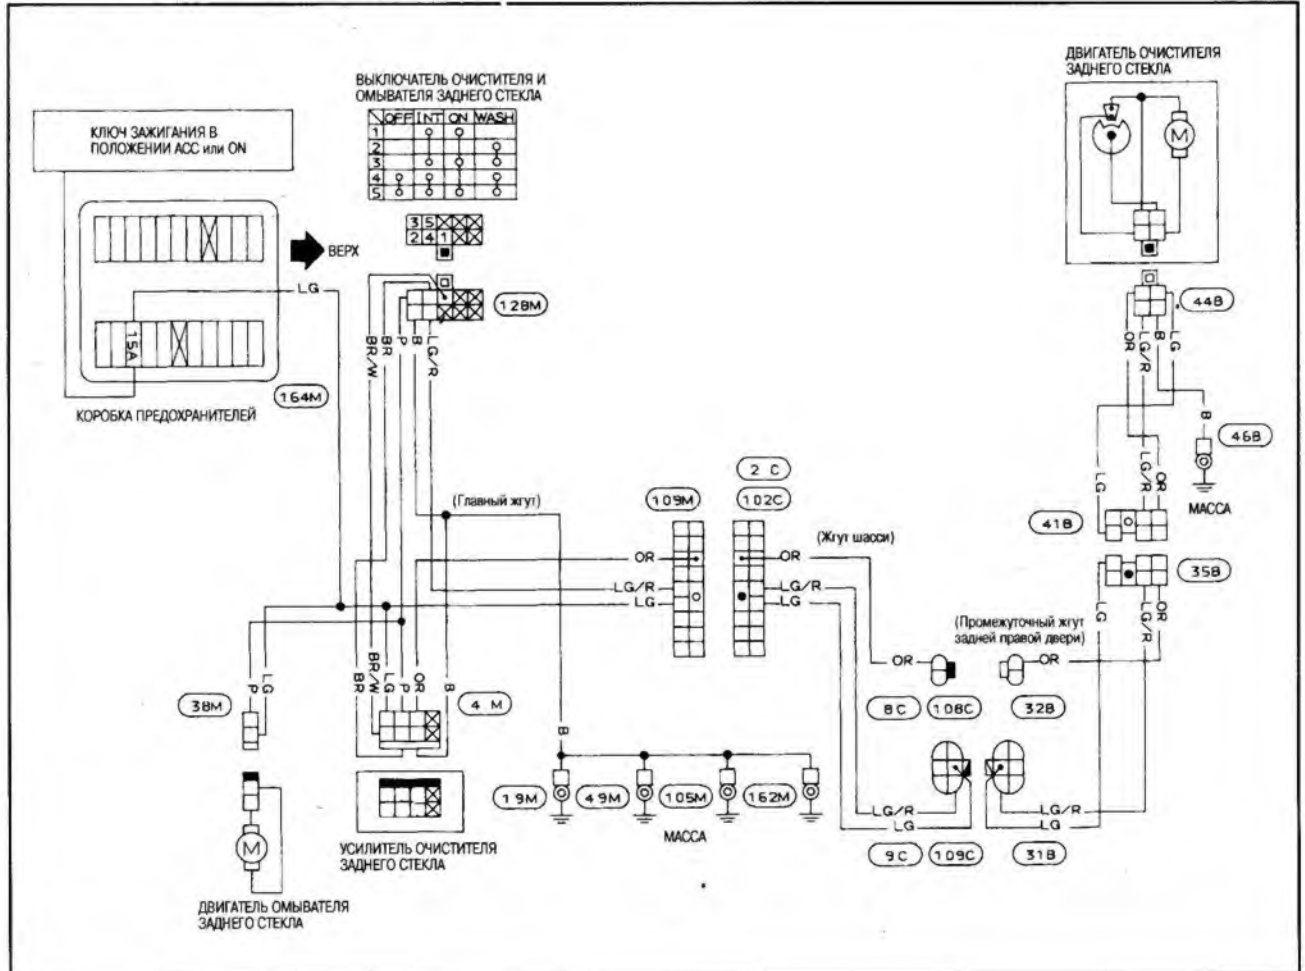 ДВИГАТЕЛЬ ОЧИСТИТЕЛЯ
ЗАДНЕГО СТЕКЛА
ВЫКЛЮЧАТЕЛЬ ОЧИСТИТЕЛЯ И
ОМЫВАТЕЛЯ ЗАДНЕГО СТЕКЛА
OFF INT ON WASH
1
2
3
4
5
КЛЮЧ ЗАЖИГАНИЯ В
ПОЛОЖЕНИИ ACC или ON
M
3 5
2 4 1
ВЕРХ
LG
128M
44B
15A
BR/W
BR
P
B
LG/R
OR
LG/R
B
LG
164M
КОРОБКА ПРЕДОХРАНИТЕЛЕЙ
B
46B
МАССА
2 C
109M
102C
(Главный жгут)
LG
LG/R
OR
41B
(Жгут шасси)
OR
OR
LG/R
LG
LG/R
LG
35B
LG
LG/R
OR
(Промежуточный жгут
задней правой двери)
OR
OR
P
LG
BR
BR/W
LG
P
OR
B
38M
4 M
8C
108C
32B
B
19M
49M
105M
162M
МАССА
LG/R
LG
LG/R
LG
9C
109C
31B
M
УСИЛИТЕЛЬ ОЧИСТИТЕЛЯ
ЗАДНЕГО СТЕКЛА
ДВИГАТЕЛЬ ОМЫВАТЕЛЯ
ЗАДНЕГО СТЕКЛА